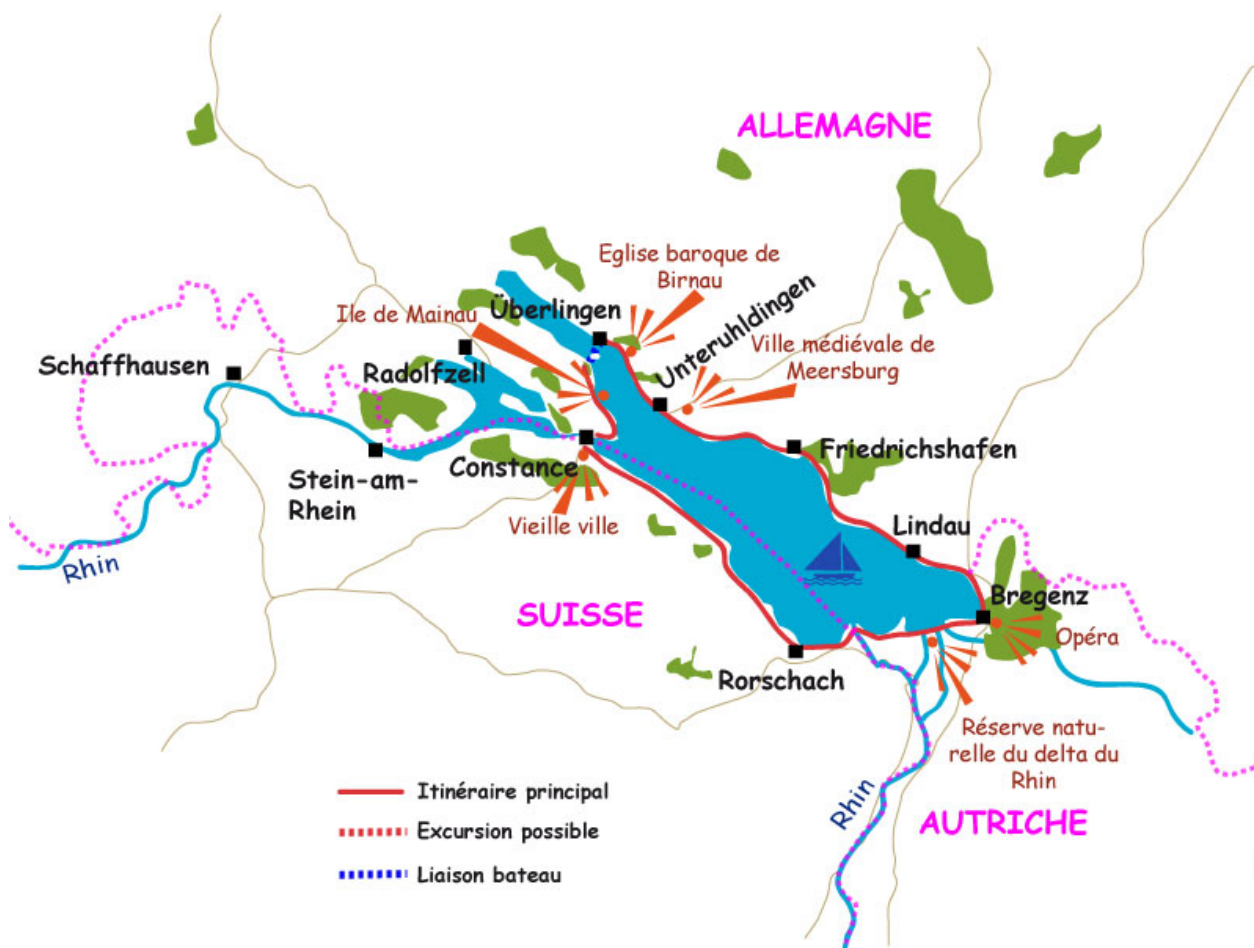 ALLEMAGNE
Eglise baroque de
Birnau
Überlingen
Ile de Mainau
Unteruhldingen
Ville médiévale de
Meersburg
Schaffhausen
Radolfzell
Constance
Friedrichshafen
Stein-am-
Rhein
Vieille ville
Lindau
Rhin
SUISSE
Bregenz
Opéra
Rorschach
Réserve natu-
relle du delta du
Rhin
Rhin
AUTRICHE
Itinéraire principal
Excursion possible
Liaison bateau